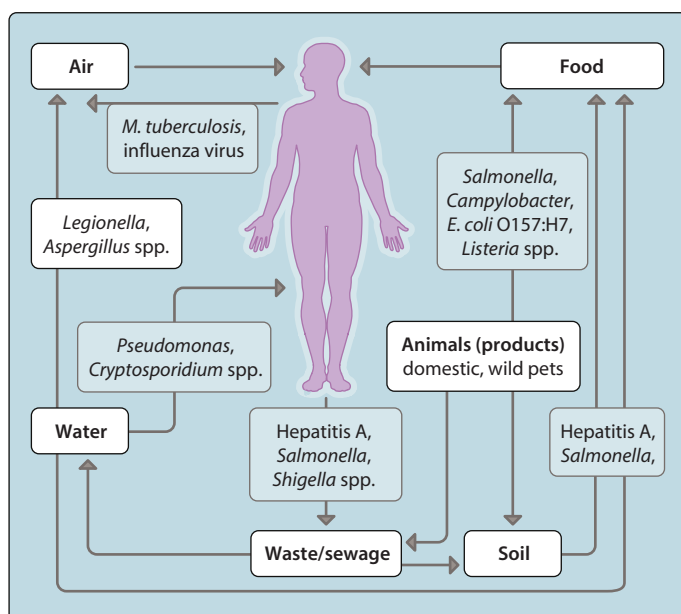 Air
Food
M. tuberculosis,
influenza virus
Salmonella,
Campylobacter,
E. coli O157:H7,
Listeria spp.
Legionella,
Aspergillus spp.
Pseudomonas,
Cryptosporidium spp.
Animals (products)
domestic, wild pets
Water
Hepatitis A,
Salmonella,
Shigella spp.
Hepatitis A,
Salmonella,
Waste/sewage
Soil